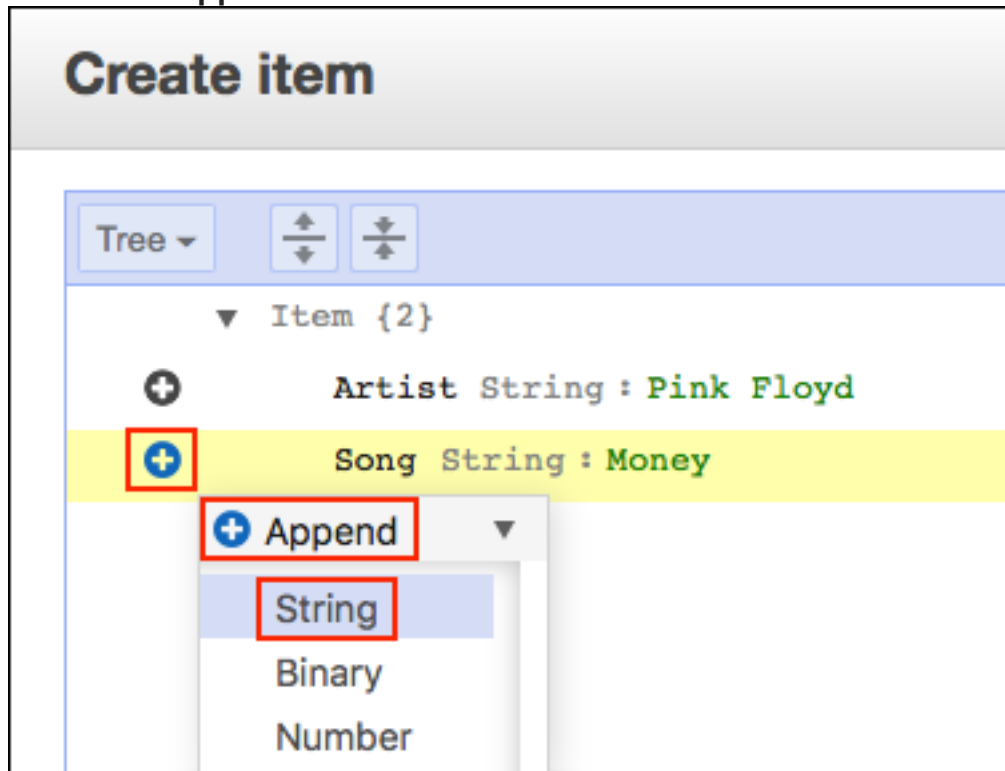 Create item
Tree
Item {2}
Artist String : Pink Floyd
Song String : Money
Append
String
Binary
Number